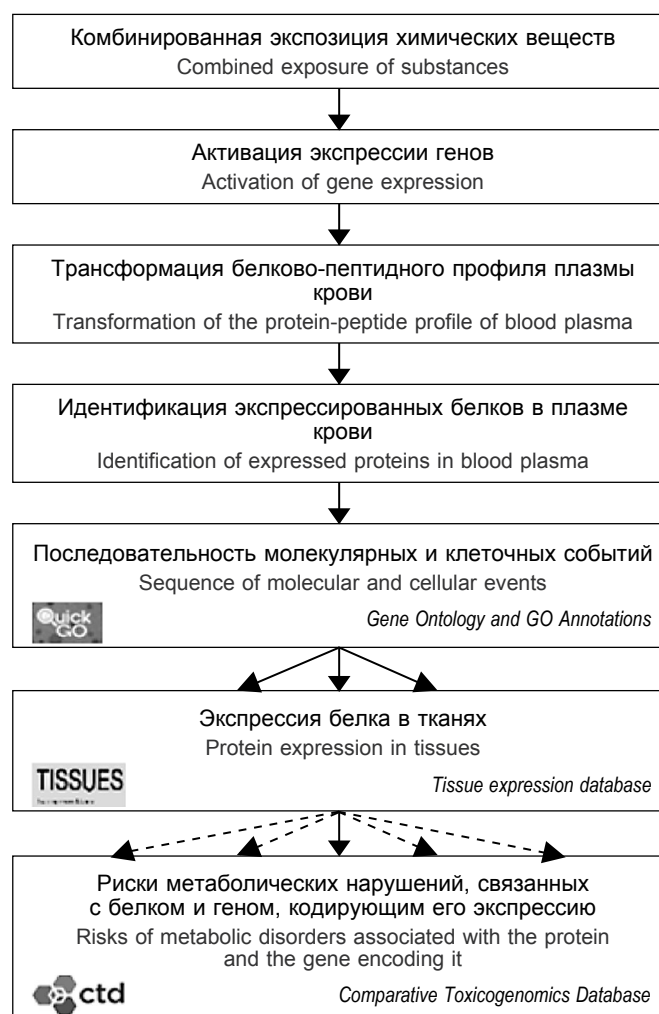 Комбинированная экспозиция химических веществ
Combined exposure of substances
Активация экспрессии генов
Activation of gene expression
Трансформация белково-пептидного профиля плазмы
крови
Transformation of the protein-peptide profile of blood plasma
Идентификация экспрессированных белков в плазме
крови
Identification of expressed proteins in blood plasma
Последовательность молекулярных и клеточных событий
Sequence of molecular and cellular events
Quick
GO
Gene Ontology and GO Annotations
Экспрессия белка в тканях
Protein expression in tissues
TISSUES
Tissue expression database
Риски метаболических нарушений, связанных
с белком и геном, кодирующим его экспрессию
Risks of metabolic disorders associated with the protein
and the gene encoding it
ctd
Comparative Toxicogenomics Database